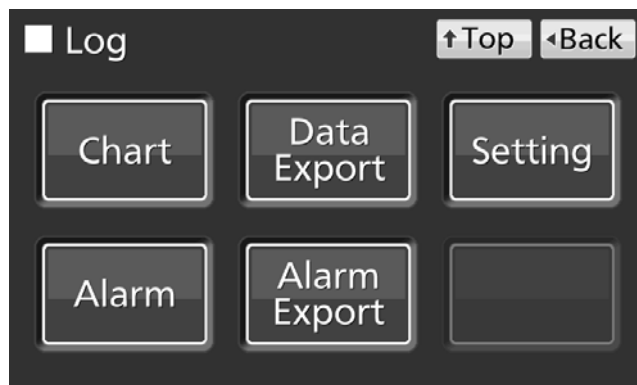 Log
↑Top
◂Back
Chart
Data
Export
Setting
Alarm
Alarm
Export